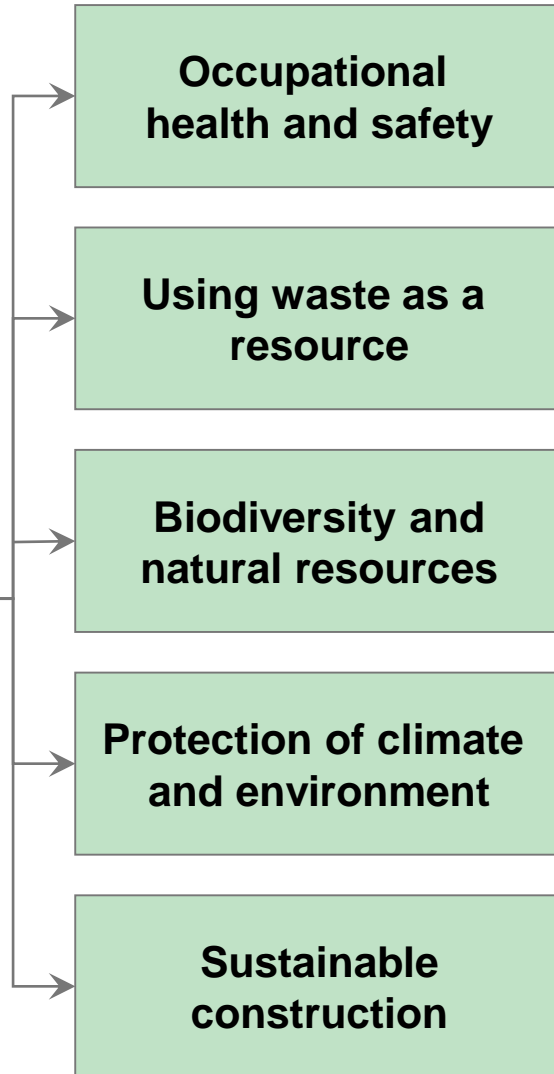 Occupational
health and safety
Using waste as a
resource
Biodiversity and
natural resources
Protection of climate
and environment
Sustainable
construction